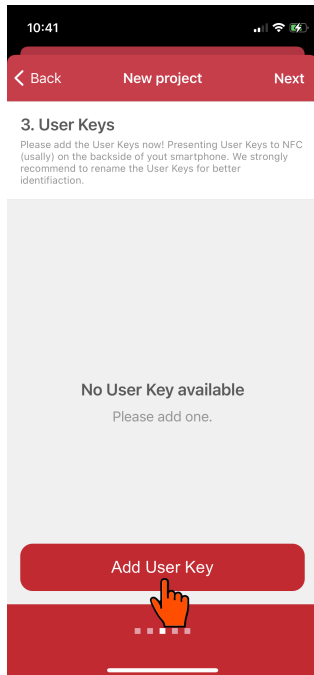 10:41
Back New project Next
3. User Keys
Please add the User Keys now! Presenting User Keys to NFC
(usally) on the backside of yout smartphone. We strongly
recommend to rename the User Keys for better
identifiaction.
No User Key available
Please add one.
Add User Key